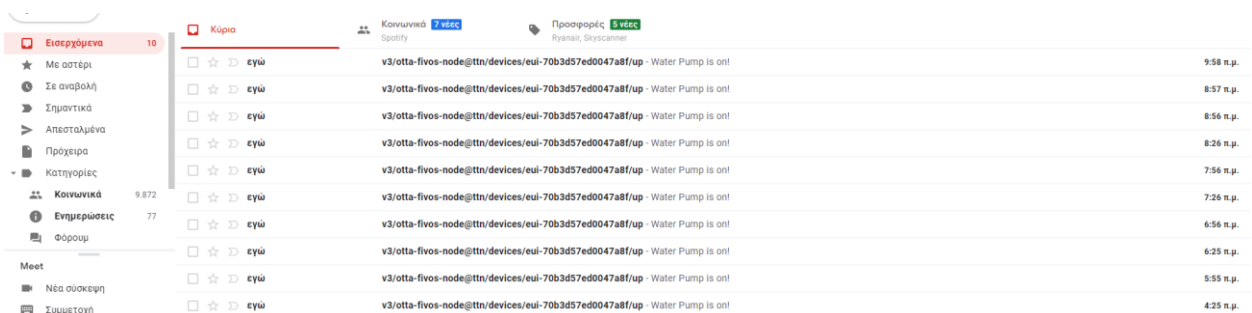 Εισερχόμενα 10
Με αστέρι
Σε αναβολή
Σημαντικά
Απεσταλμένα
Πρόχειρα
Κατηγορίες
Κοινωνικά 9.872
Ενημερώσεις 77
Φόρουμ
Meet
Νέα σύσκεψη
Συμμετοχή
Κύρια
Κοινωνικά 7 νέες
Spotify
Προσφορές 5 νέες
Ryanair, Skyscanner
εγώ v3/otta-fivos-node@ttn/devices/eui-70b3d57ed0047a8f/up - Water Pump is on! 9:58 π.μ.
εγώ v3/otta-fivos-node@ttn/devices/eui-70b3d57ed0047a8f/up - Water Pump is on! 8:57 π.μ.
εγώ v3/otta-fivos-node@ttn/devices/eui-70b3d57ed0047a8f/up - Water Pump is on! 8:56 π.μ.
εγώ v3/otta-fivos-node@ttn/devices/eui-70b3d57ed0047a8f/up - Water Pump is on! 8:26 π.μ.
εγώ v3/otta-fivos-node@ttn/devices/eui-70b3d57ed0047a8f/up - Water Pump is on! 7:56 π.μ.
εγώ v3/otta-fivos-node@ttn/devices/eui-70b3d57ed0047a8f/up - Water Pump is on! 7:26 π.μ.
εγώ v3/otta-fivos-node@ttn/devices/eui-70b3d57ed0047a8f/up - Water Pump is on! 6:56 π.μ.
εγώ v3/otta-fivos-node@ttn/devices/eui-70b3d57ed0047a8f/up - Water Pump is on! 6:25 π.μ.
εγώ v3/otta-fivos-node@ttn/devices/eui-70b3d57ed0047a8f/up - Water Pump is on! 5:55 π.μ.
εγώ v3/otta-fivos-node@ttn/devices/eui-70b3d57ed0047a8f/up - Water Pump is on! 4:25 π.μ.